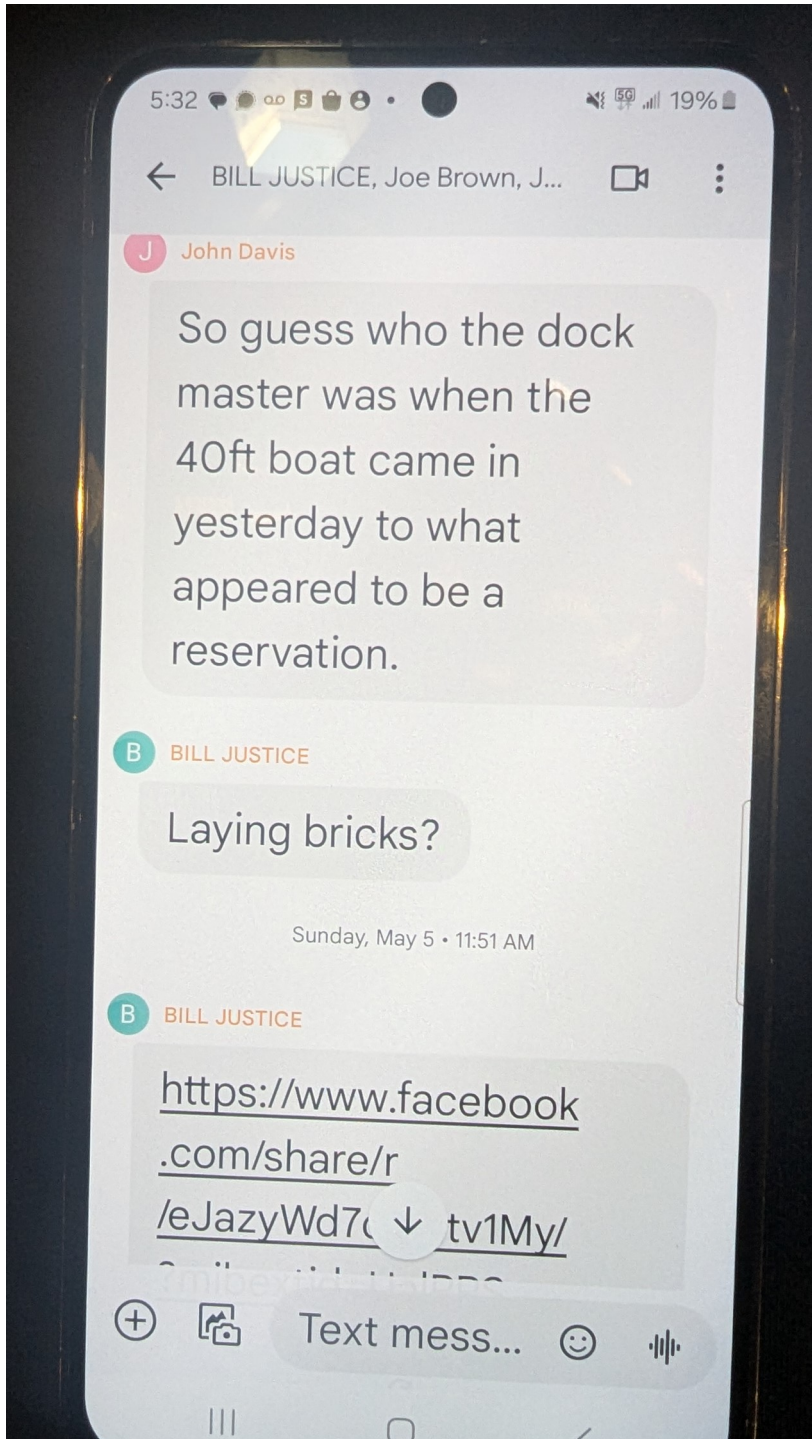 5:32 5G 19%
BILL JUSTICE, Joe Brown, J...
J John Davis
So guess who the dock
master was when the
40ft boat came in
yesterday to what
appeared to be a
reservation.
B BILL JUSTICE
Laying bricks?
Sunday, May 5 • 11:51 AM
B BILL JUSTICE
https://www.facebook
.com/share/r
/eJazyWd7 tv1My/
Text mess...